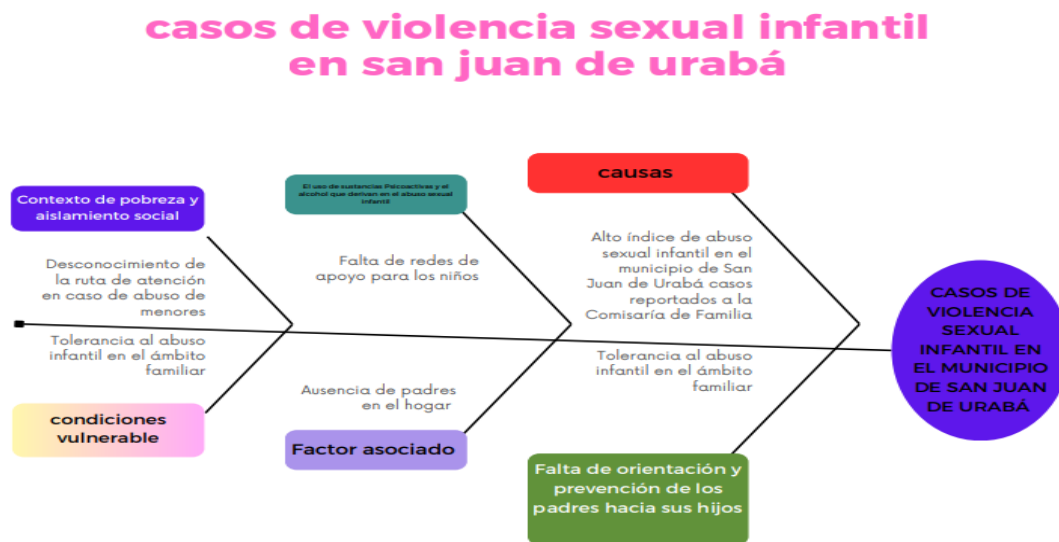 casos de violencia sexual infantil
en san juan de urabá
causas
El uso de sustancias Psicoactivas y el
alcohol que derivan en el abuso sexual
infantil
Contexto de pobreza y
aislamiento social
Desconocimiento de
la ruta de atención
en caso de abuso de
menores
Falta de redes de
apoyo para los niños
Alto índice de abuso
sexual infantil en el
municipio de San
Juan de Urabá casos
reportados a la
Comisaría de Familia
CASOS DE
VIOLENCIA
SEXUAL
INFANTIL EN
EL MUNICIPIO
DE SAN JUAN
DE URABÁ
Tolerancia al abuso
infantil en el ámbito
familiar
Ausencia de padres
en el hogar
Tolerancia al abuso
infantil en el ámbito
familiar
condiciones
vulnerable
Factor asociado
Falta de orientación y
prevención de los
padres hacia sus hijos